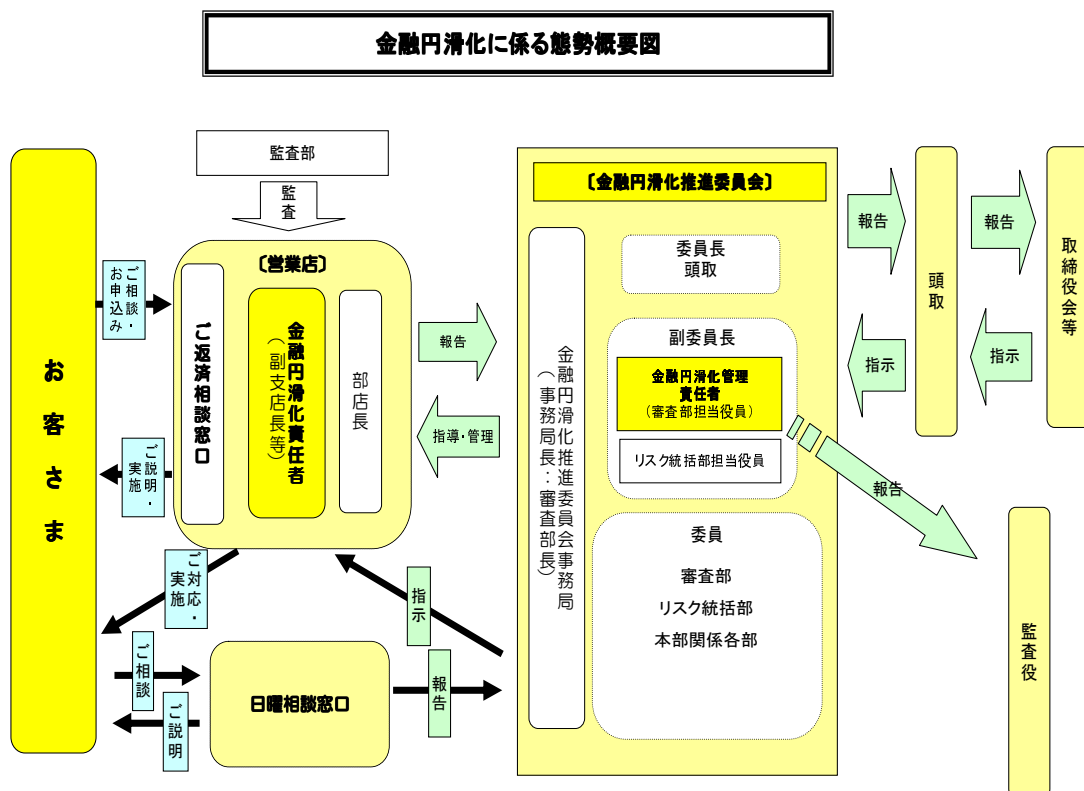 金融円滑化に係る態勢概要図
お客さま
監査部
監査
〔営業店〕
ご返済相談窓口
金融円滑化責任者
（副支店長等）
部店長
ご相談・
お申込み
ご説明・
実施
ご対応・
実施
ご相談
ご説明
日曜相談窓口
報告
指導・管理
指示
報告
〔金融円滑化推進委員会〕
金融円滑化推進委員会事務局
（事務局長：審査部長）
委員長
頭取
副委員長
金融円滑化管理
責任者
（審査部担当役員）
リスク統括部担当役員
委員
審査部
リスク統括部
本部関係各部
報告
指示
頭取
報告
指示
取締役会等
報告
監査役